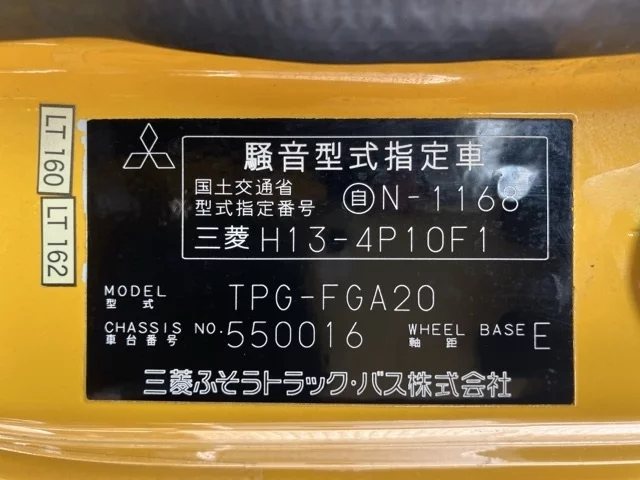 LT 160
LT 162
騒音型式指定車
国土交通省
型式指定番号 自N-1168
三菱 H13-4P10F1
MODEL
型式 TPG-FGA20
CHASSIS NO. 550016 WHEEL BASE E
車台番号 軸距
三菱ふそうトラック・バス株式会社